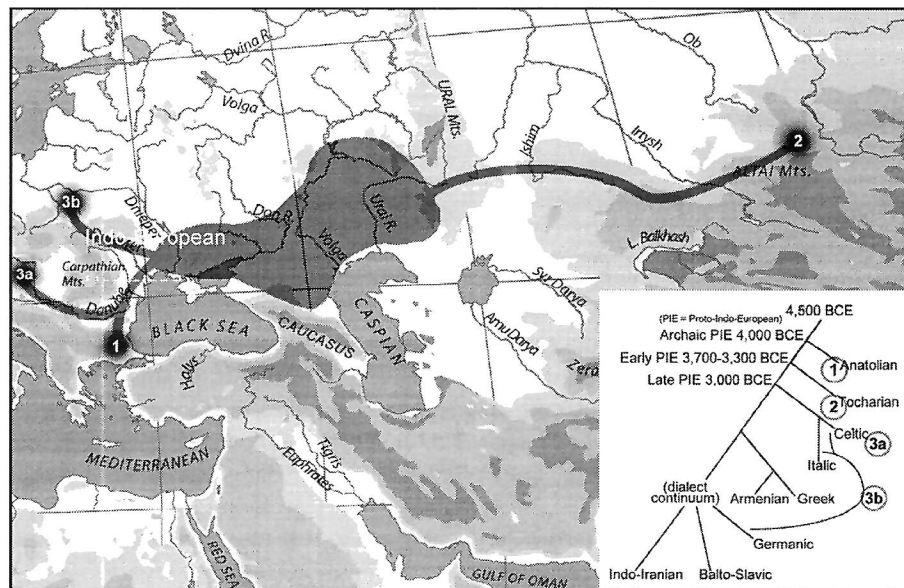 Dvina R.
Ob
Volga
URAL Mts.
Ishim
Irtysh
2
ALTAI Mts.
3b
Dnieper
Don R.
Ural R.
Indo-European
Volga
L. Balkhash
3a
Carpathian
Mts.
Danube
Syr Darya
BLACK SEA
CAUCASUS
CASPIAN
Amu Darya
Zera
1
Halys
MEDITERRANEAN
Tigris
Euphrates
RED SEA
GULF OF OMAN
4,500 BCE
(PIE = Proto-Indo-European)
Archaic PIE 4,000 BCE
Early PIE 3,700-3,300 BCE
1 Anatolian
Late PIE 3,000 BCE
2 Tocharian
Celtic 3a
Italic
(dialect
continuum)
Armenian
Greek
3b
Germanic
Indo-Iranian
Balto-Slavic